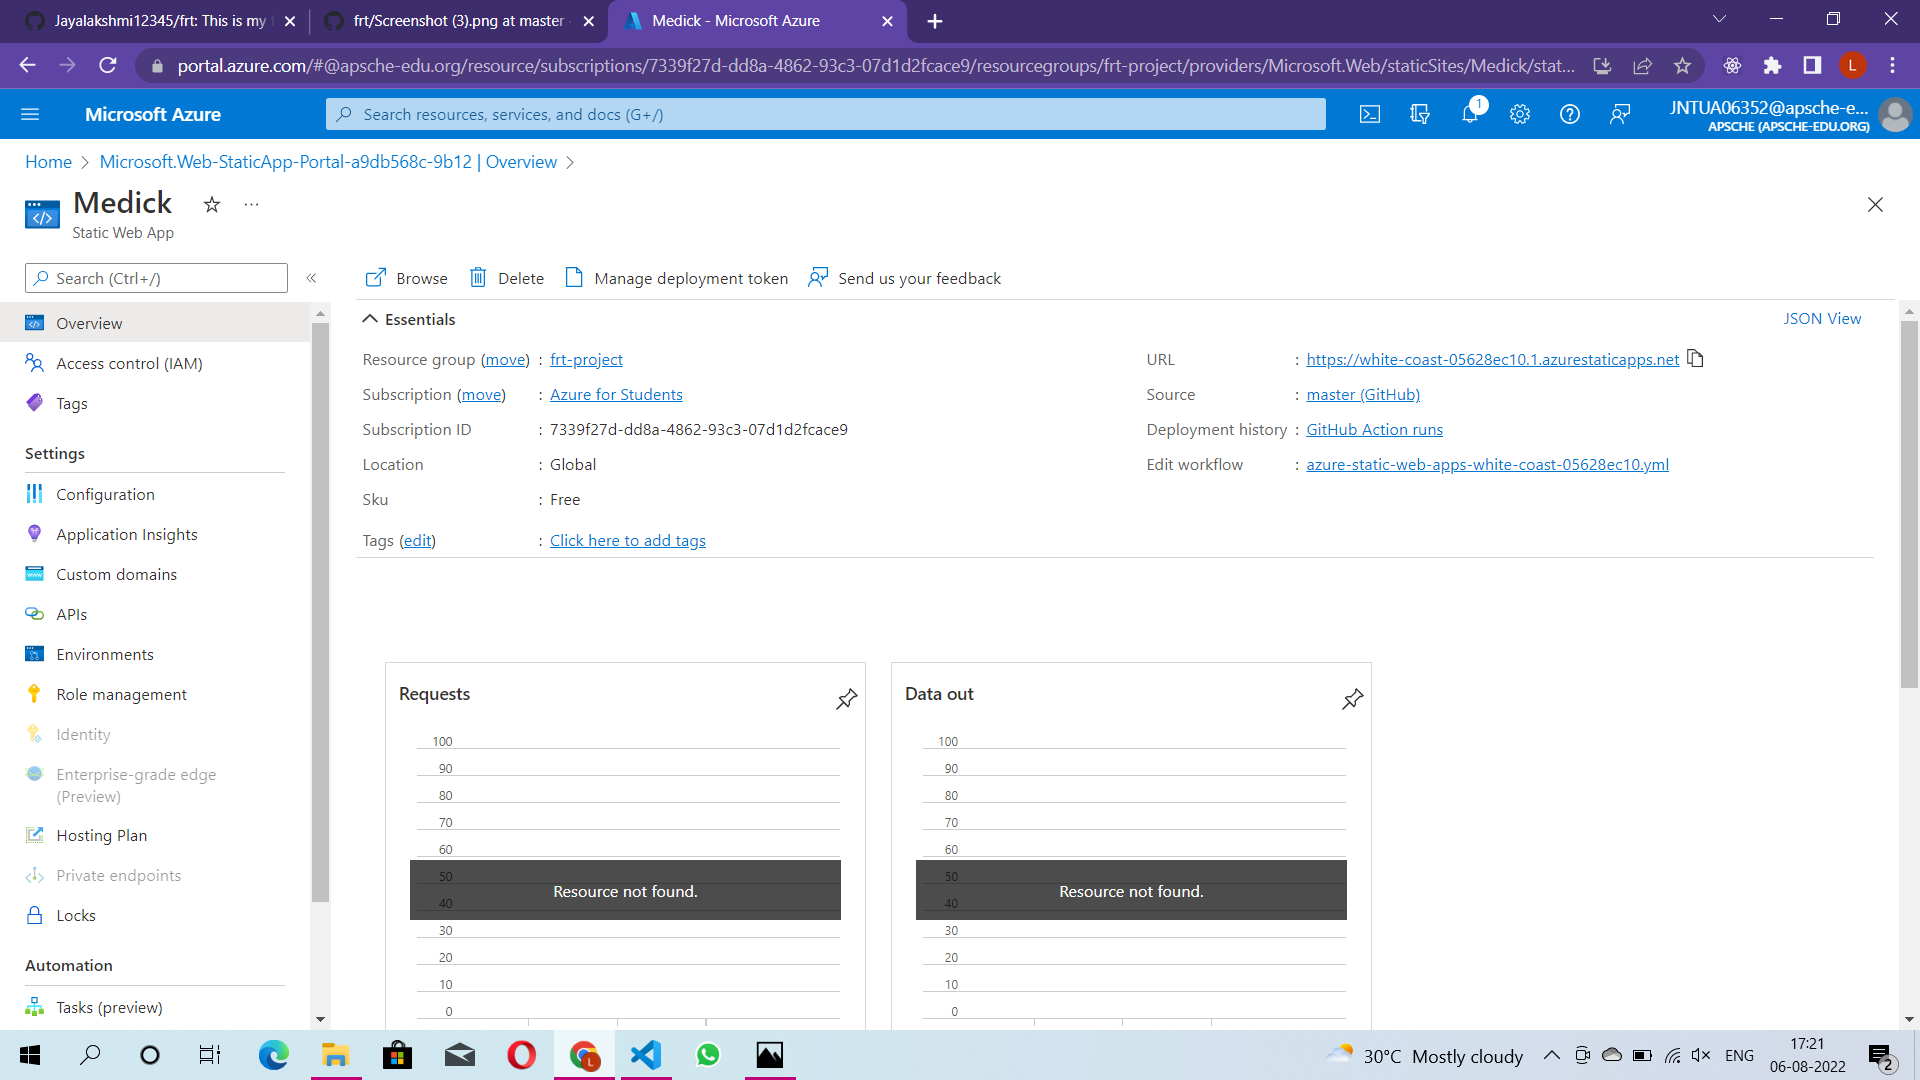 Jayalakshmi12345/frt: This is my
frt/Screenshot (3).png at master
Medick - Microsoft Azure
portal.azure.com/#@apsche-edu.org/resource/subscriptions/7339f27d-dd8a-4862-93c3-07d1d2fcace9/resourcegroups/frt-project/providers/Microsoft.Web/staticSites/Medick/stat...
L
Microsoft Azure
Search resources, services, and docs (G+/)
1
JNTUA06352@apsche-e...
APSCHE (APSCHE-EDU.ORG)
Home > Microsoft.Web-StaticApp-Portal-a9db568c-9b12 | Overview >
Medick
...
Static Web App
Search (Ctrl+/)
«
Browse
Delete
Manage deployment token
Send us your feedback
Overview
Access control (IAM)
Tags
Settings
Configuration
Application Insights
Custom domains
APIs
Environments
Role management
Identity
Enterprise-grade edge
(Preview)
Hosting Plan
Private endpoints
Locks
Automation
Tasks (preview)
Essentials
JSON View
Resource group (move) : frt-project
Subscription (move) : Azure for Students
Subscription ID : 7339f27d-dd8a-4862-93c3-07d1d2fcace9
Location : Global
Sku : Free
Tags (edit) : Click here to add tags
URL : https://white-coast-05628ec10.1.azurestaticapps.net
Source : master (GitHub)
Deployment history : GitHub Action runs
Edit workflow : azure-static-web-apps-white-coast-05628ec10.yml
Requests
100
90
80
70
60
50
Resource not found.
40
30
20
10
0
Data out
100
90
80
70
60
50
Resource not found.
40
30
20
10
0
L
30°C Mostly cloudy
ENG
17:21
06-08-2022
2